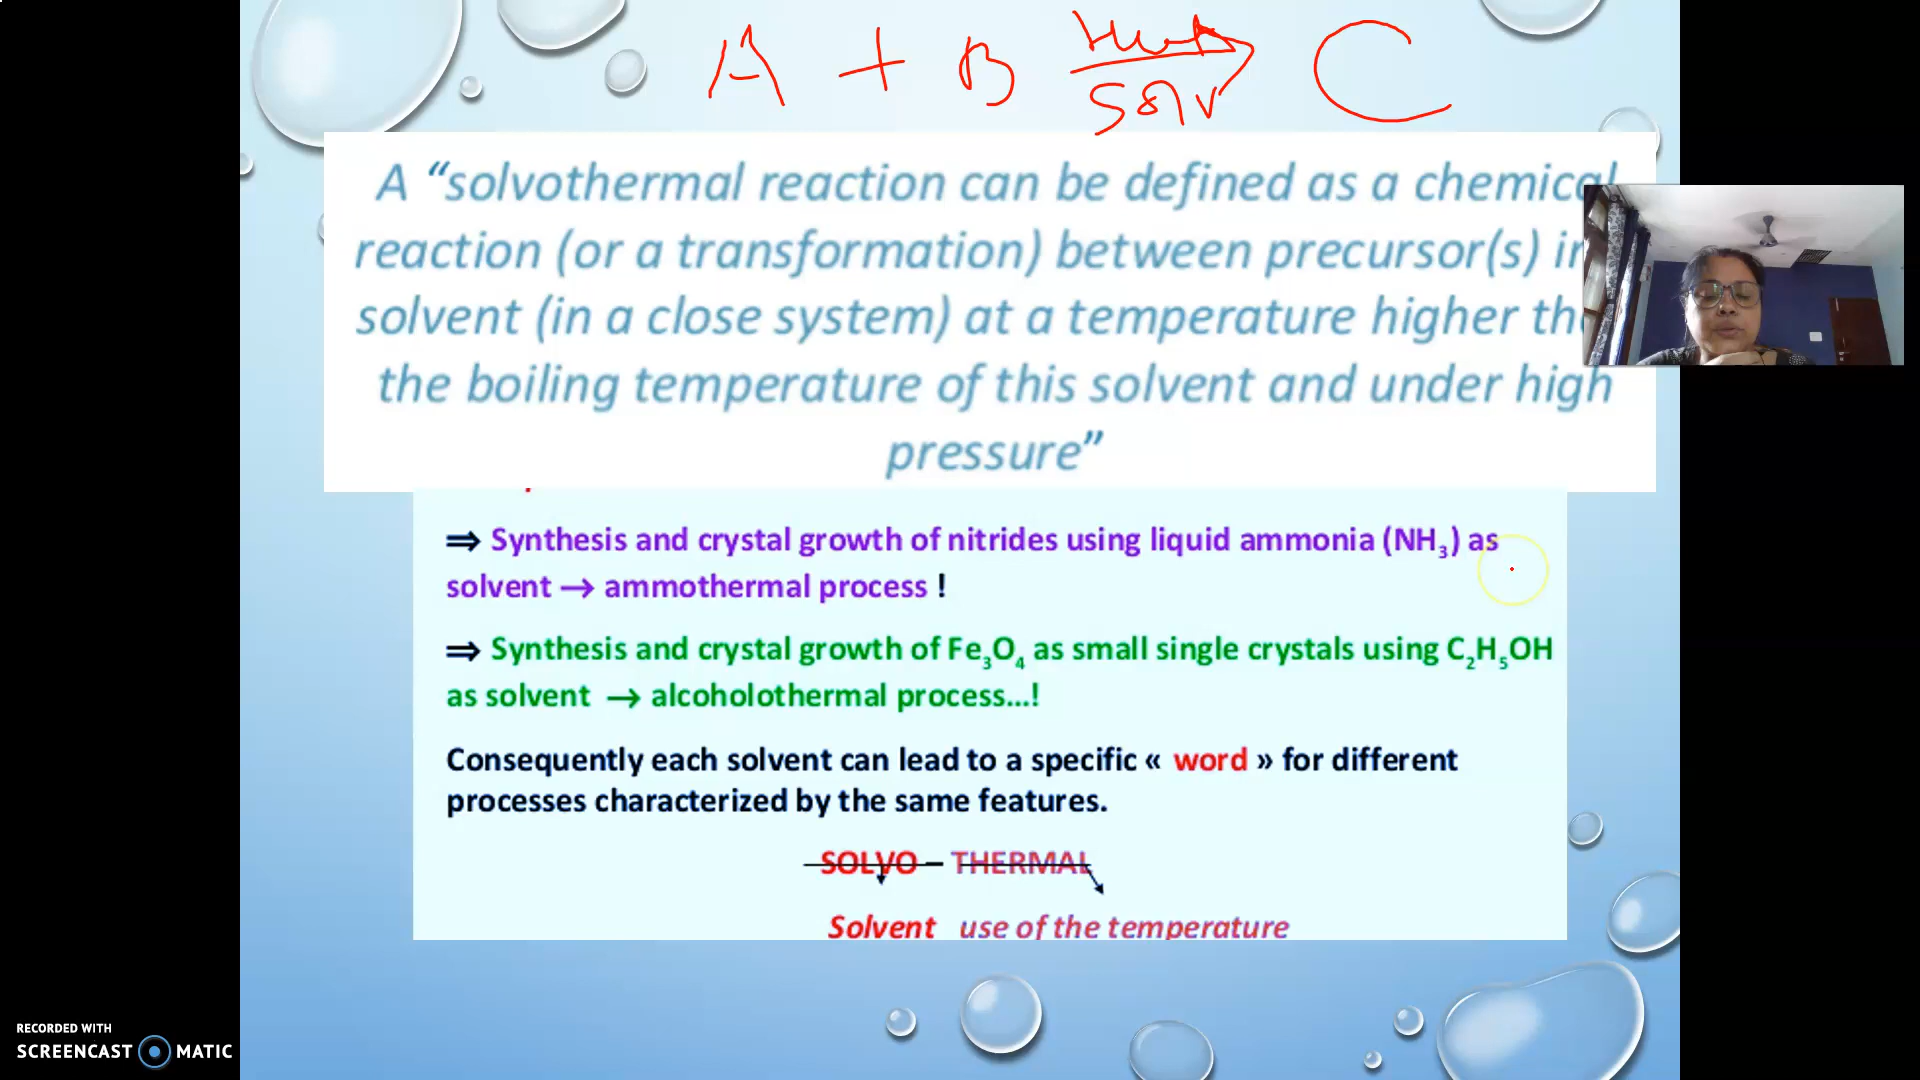 A + B heat C
solv
A “solvothermal reaction can be defined as a chemical
reaction (or a transformation) between precursor(s) in
solvent (in a close system) at a temperature higher
the boiling temperature of this solvent and under high
pressure”
⇒ Synthesis and crystal growth of nitrides using liquid ammonia (NH₃) as
solvent → ammothermal process !
⇒ Synthesis and crystal growth of Fe₃O₄ as small single crystals using C₂H₅OH
as solvent → alcoholothermal process...!
Consequently each solvent can lead to a specific « word » for different
processes characterized by the same features.
SOLVO – THERMAL
Solvent use of the temperature
RECORDED WITH
SCREENCAST MATIC